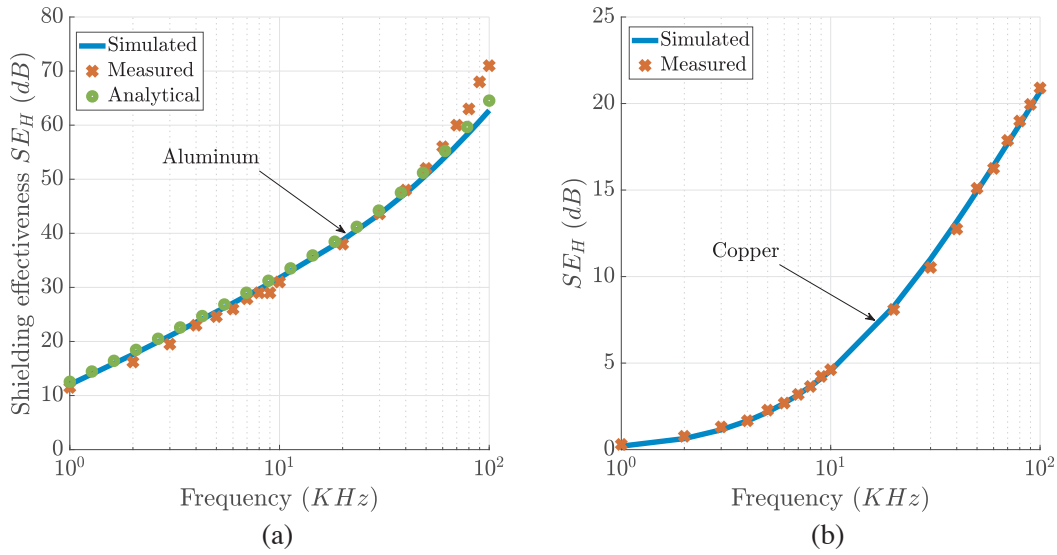 80
70
60
50
40
30
20
10
0
Shielding effectiveness SE_H (dB)
Simulated
Measured
Analytical
Aluminum
10^0
10^1
10^2
Frequency (KHz)
(a)
25
20
15
10
5
0
SE_H (dB)
Simulated
Measured
Copper
10^0
10^1
10^2
Frequency (KHz)
(b)